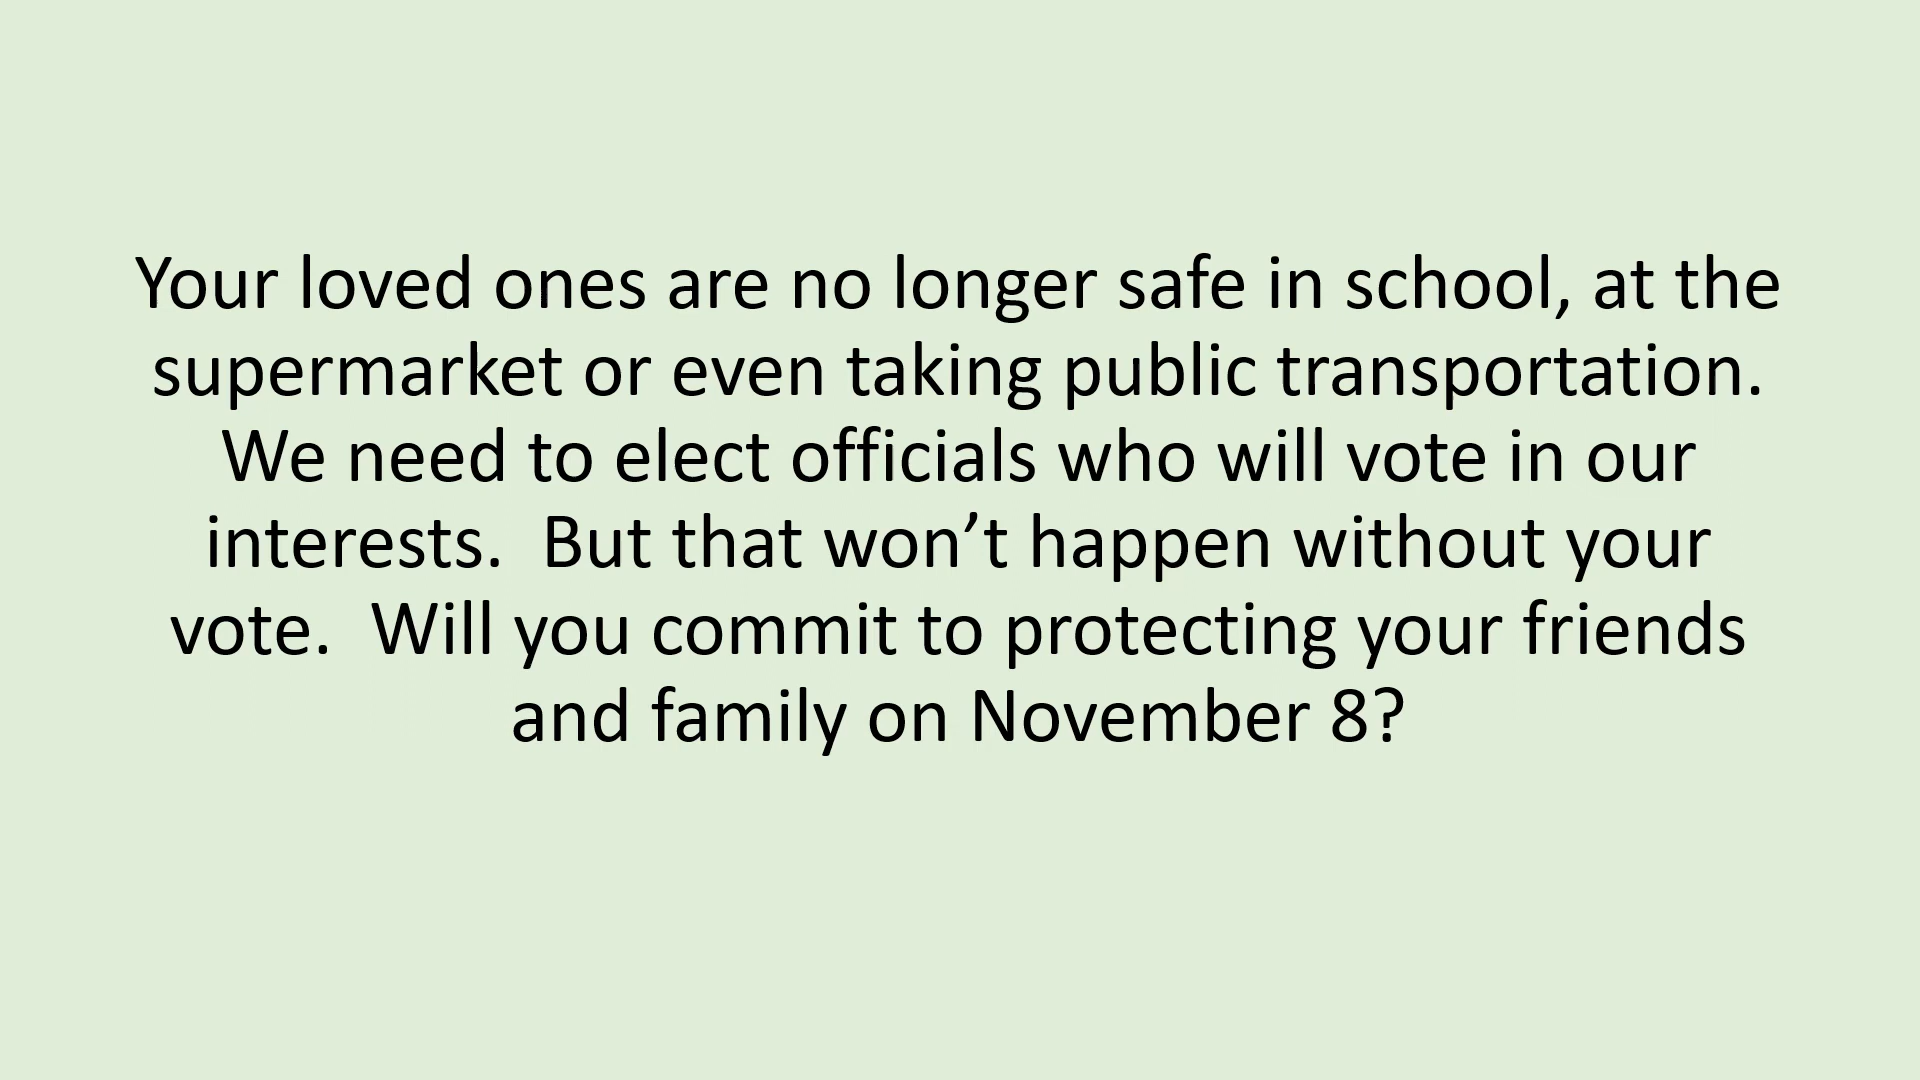 Your loved ones are no longer safe in school, at the
supermarket or even taking public transportation.
We need to elect officials who will vote in our
interests.  But that won’t happen without your
vote.  Will you commit to protecting your friends
and family on November 8?